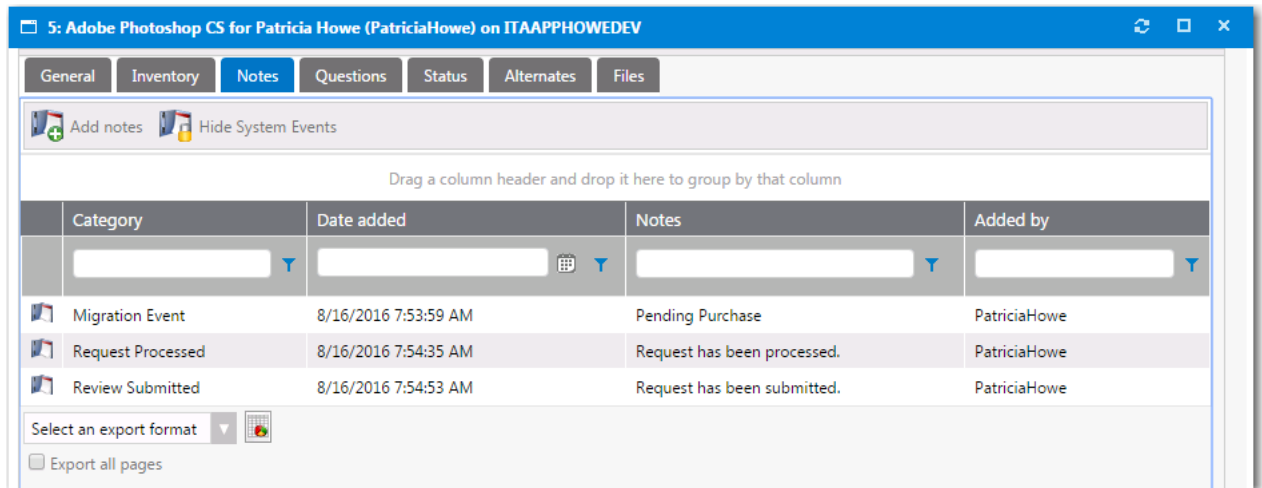 5: Adobe Photoshop CS for Patricia Howe (PatriciaHowe) on ITAAPPHOWEDEV
General Inventory Notes Questions Status Alternates Files
Add notes Hide System Events
Drag a column header and drop it here to group by that column
Category Date added Notes Added by
Migration Event 8/16/2016 7:53:59 AM Pending Purchase PatriciaHowe
Request Processed 8/16/2016 7:54:35 AM Request has been processed. PatriciaHowe
Review Submitted 8/16/2016 7:54:53 AM Request has been submitted. PatriciaHowe
Select an export format
Export all pages